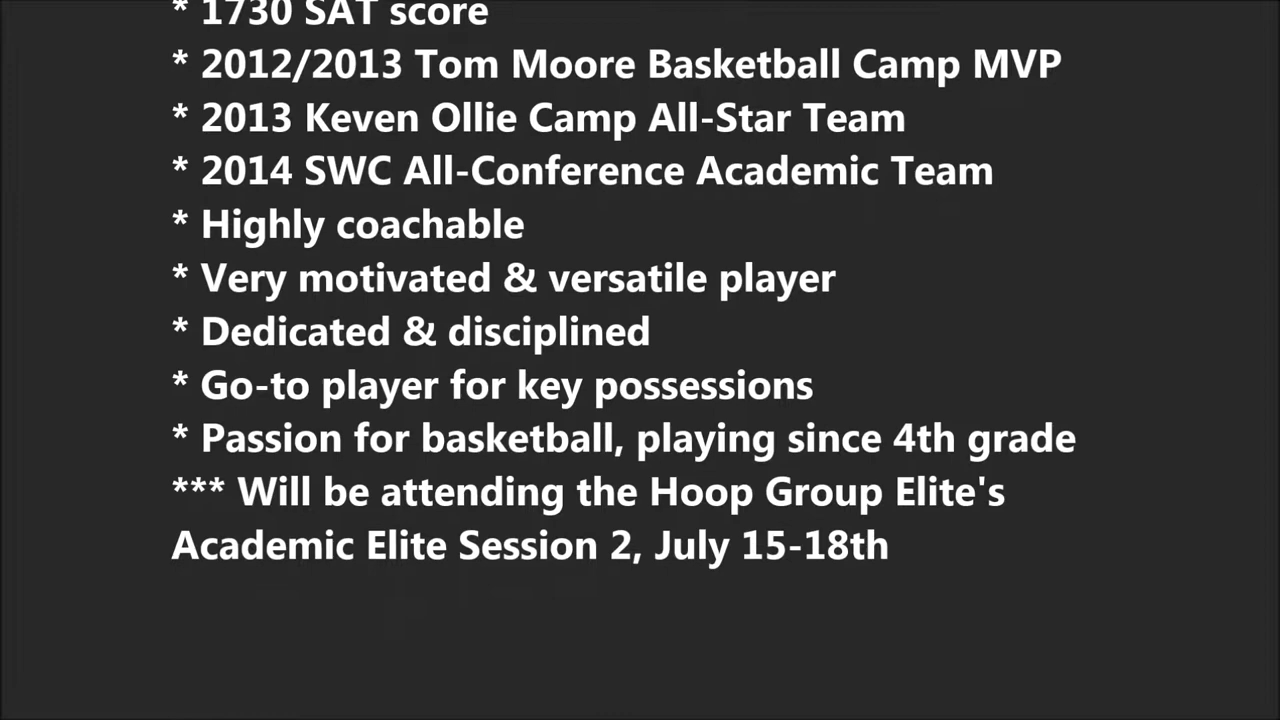 * 1730 SAT score
* 2012/2013 Tom Moore Basketball Camp MVP
* 2013 Keven Ollie Camp All-Star Team
* 2014 SWC All-Conference Academic Team
* Highly coachable
* Very motivated & versatile player
* Dedicated & disciplined
* Go-to player for key possessions
* Passion for basketball, playing since 4th grade
*** Will be attending the Hoop Group Elite's
Academic Elite Session 2, July 15-18th